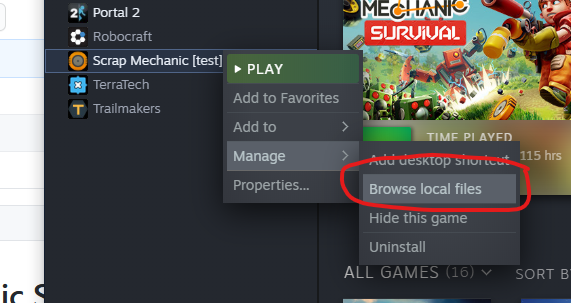 Portal 2
Robocraft
Scrap Mechanic [test]
TerraTech
Trailmakers
PLAY
Add to Favorites
Add to
Manage
Properties...
Add desktop shortcut
Browse local files
Hide this game
Uninstall
MECHANIC
SURVIVAL
TIME PLAYED
115 hrs
ALL GAMES (16)
SORT B
ic S